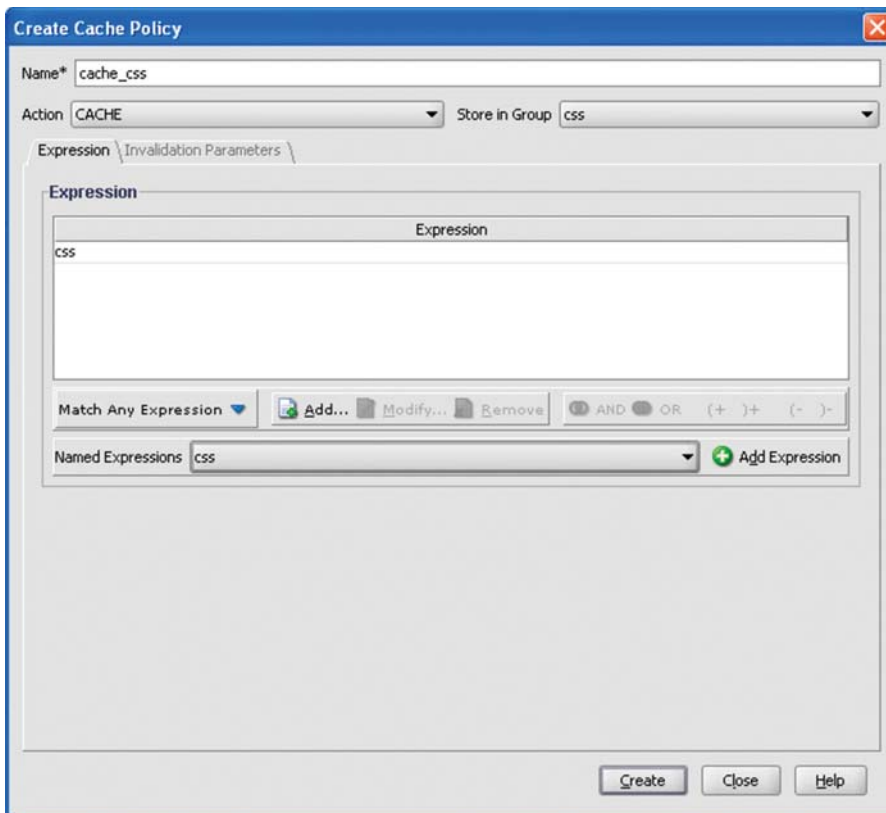 Create Cache Policy
Name* cache_css
Action CACHE Store in Group css
Expression Invalidation Parameters
Expression
Expression
css
Match Any Expression Add... Modify... Remove AND OR (+ )+ (- )-
Named Expressions css Add Expression
Create Close Help